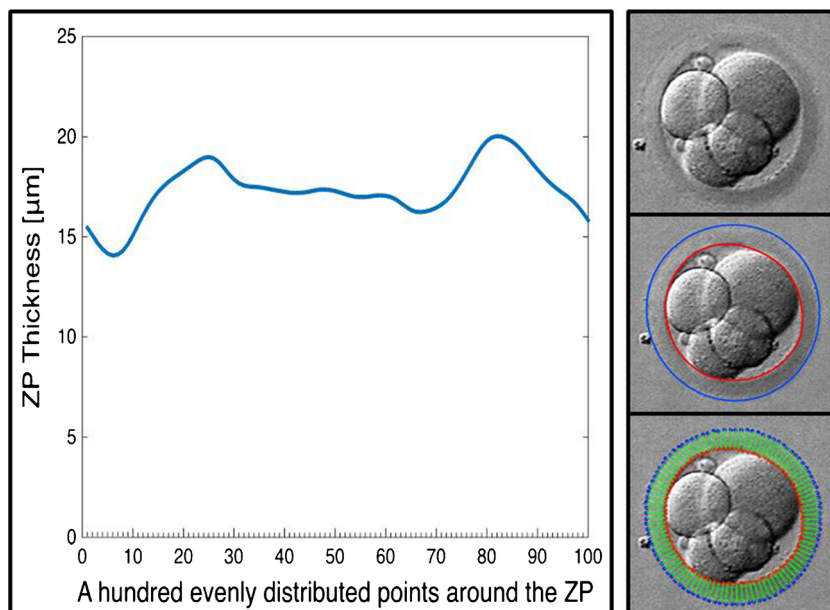 25
20
15
10
5
0
ZP Thickness [µm]
0 10 20 30 40 50 60 70 80 90 100
A hundred evenly distributed points around the ZP